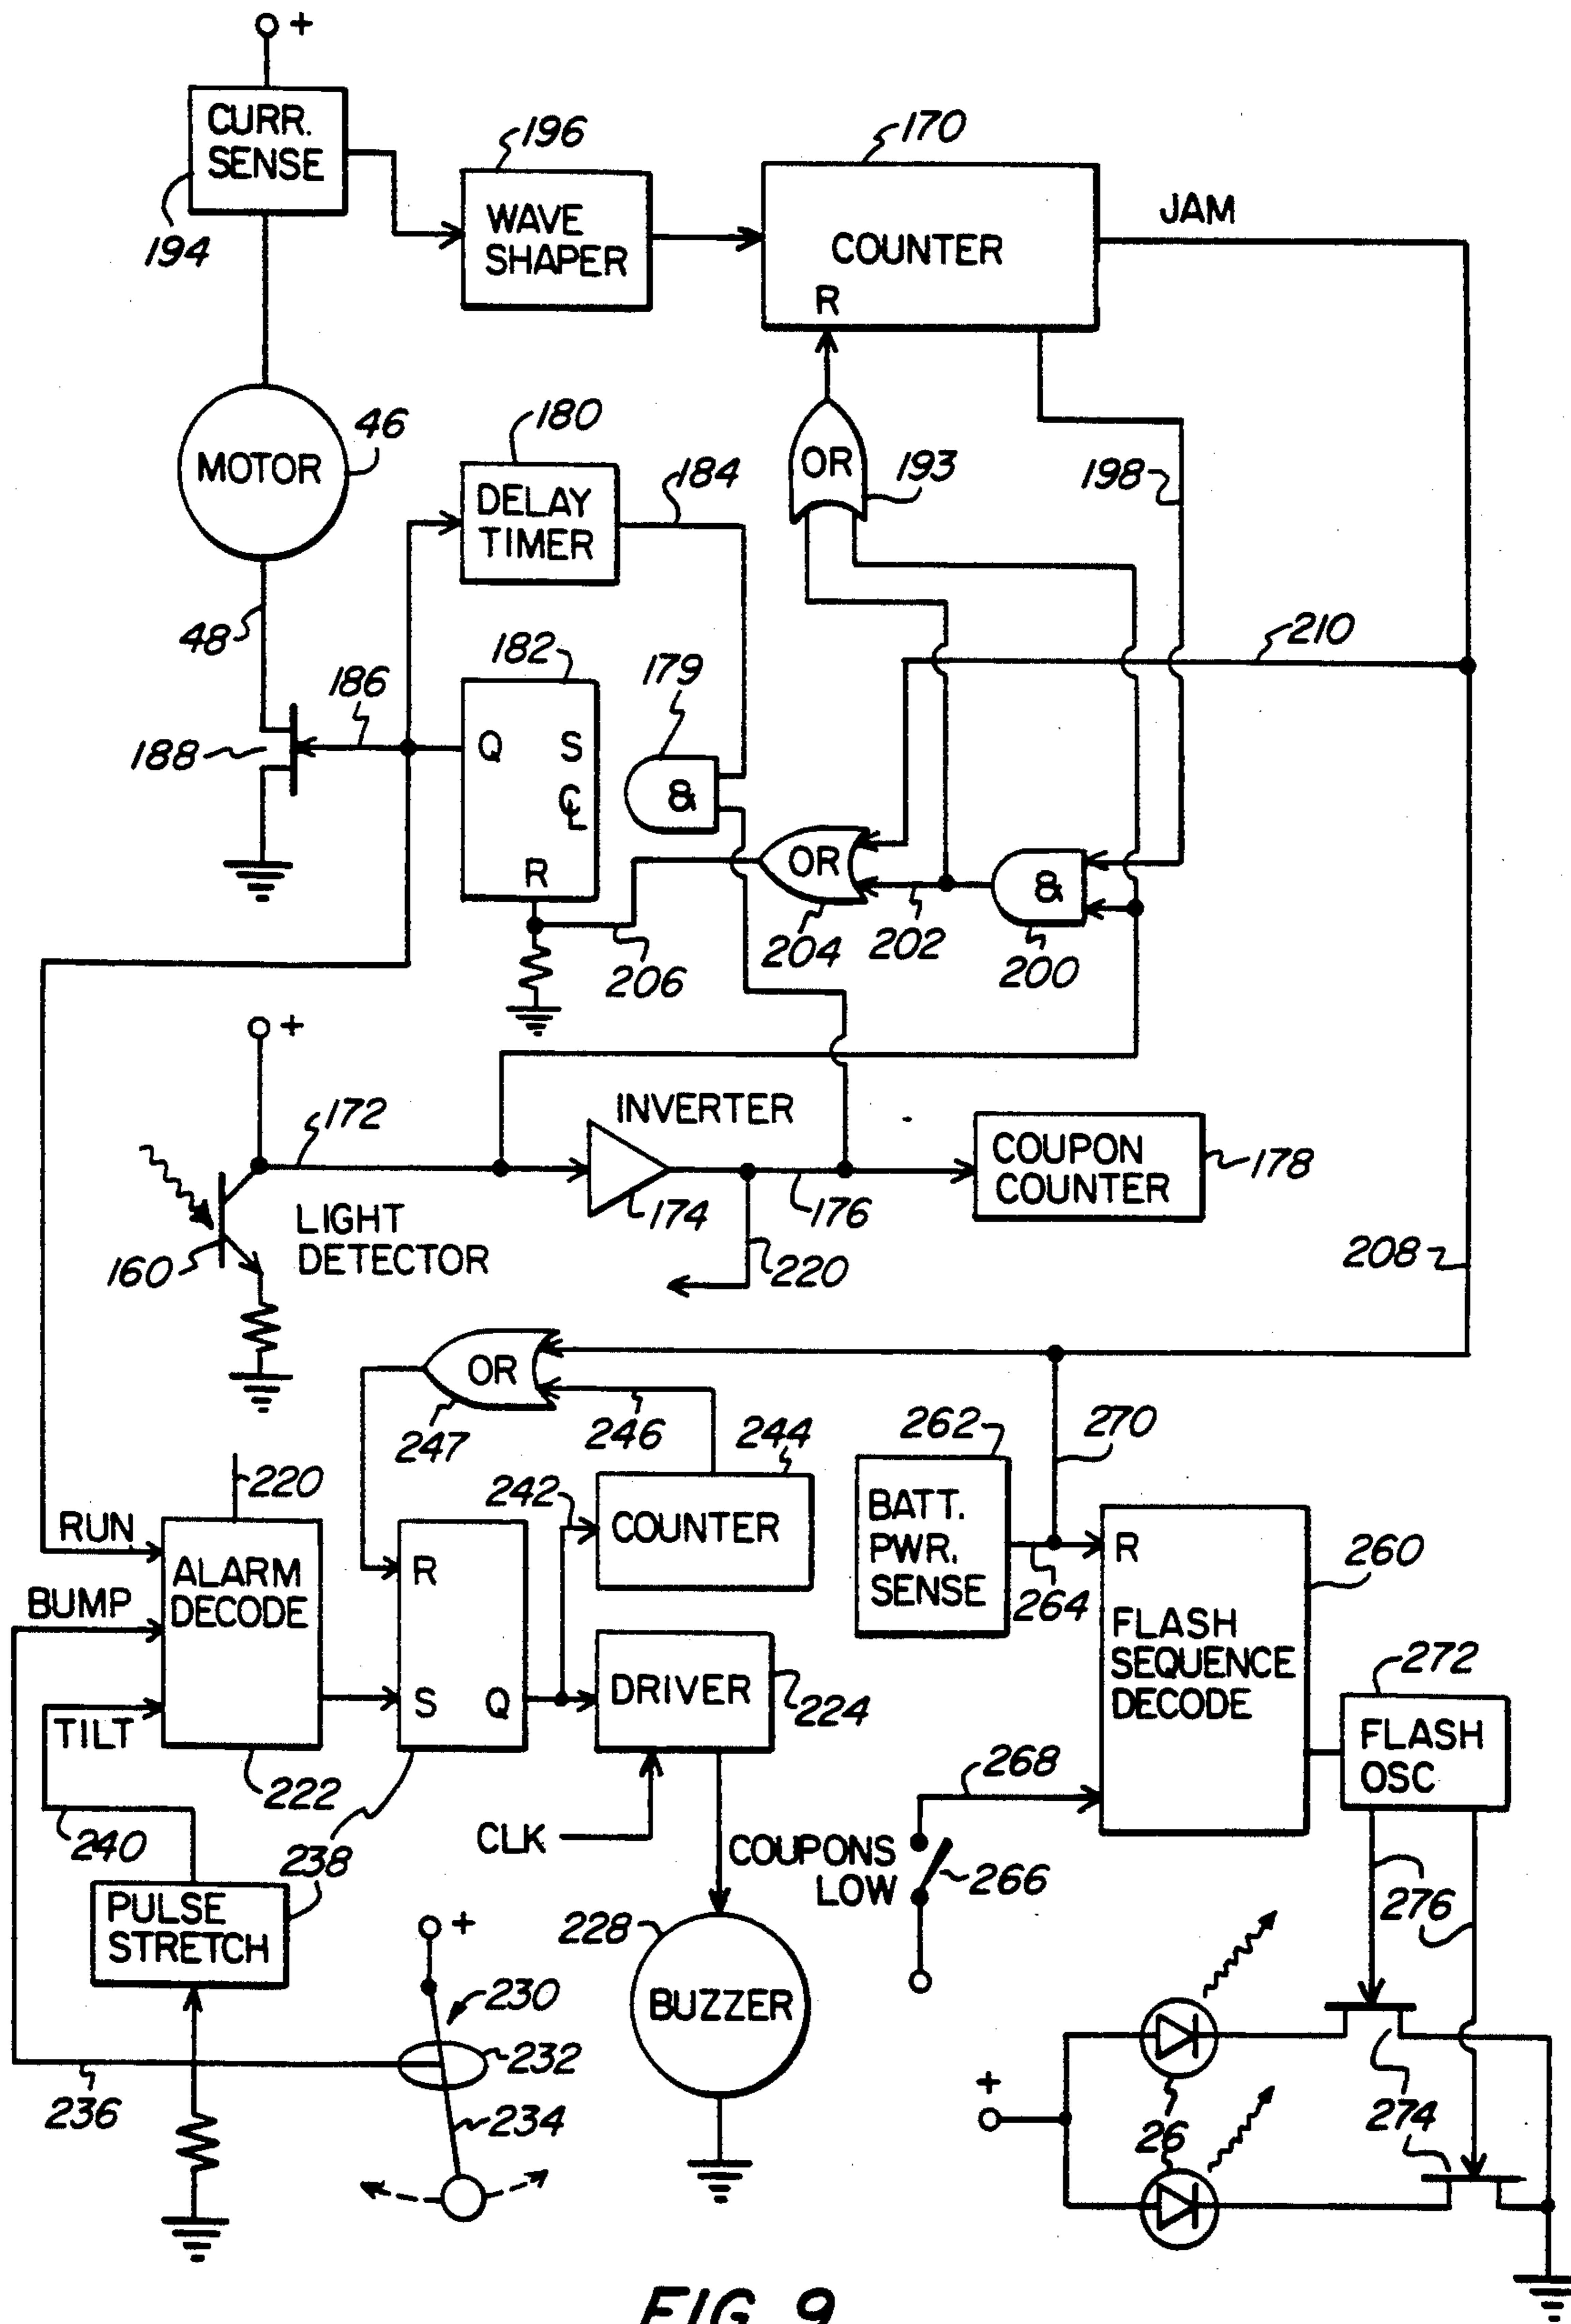 +
CURR.
SENSE
194
196
WAVE
SHAPER
170
COUNTER
R
JAM
MOTOR
46
48
180
DELAY
TIMER
184
OR
193
198
210
182
179
186
188
Q
S
CL
R
&
OR
204
202
&
200
206
+
172
INVERTER
174
176
COUPON
COUNTER
178
LIGHT
DETECTOR
160
220
208
OR
247
246
244
COUNTER
242
262
BATT.
PWR.
SENSE
270
264
220
RUN
BUMP
TILT
ALARM
DECODE
222
R
S
Q
238
DRIVER
224
CLK
R
FLASH
SEQUENCE
DECODE
260
272
FLASH
OSC
268
COUPONS
LOW
266
276
240
PULSE
STRETCH
238
+
230
232
234
236
228
BUZZER
+
26
274
FIG. 9